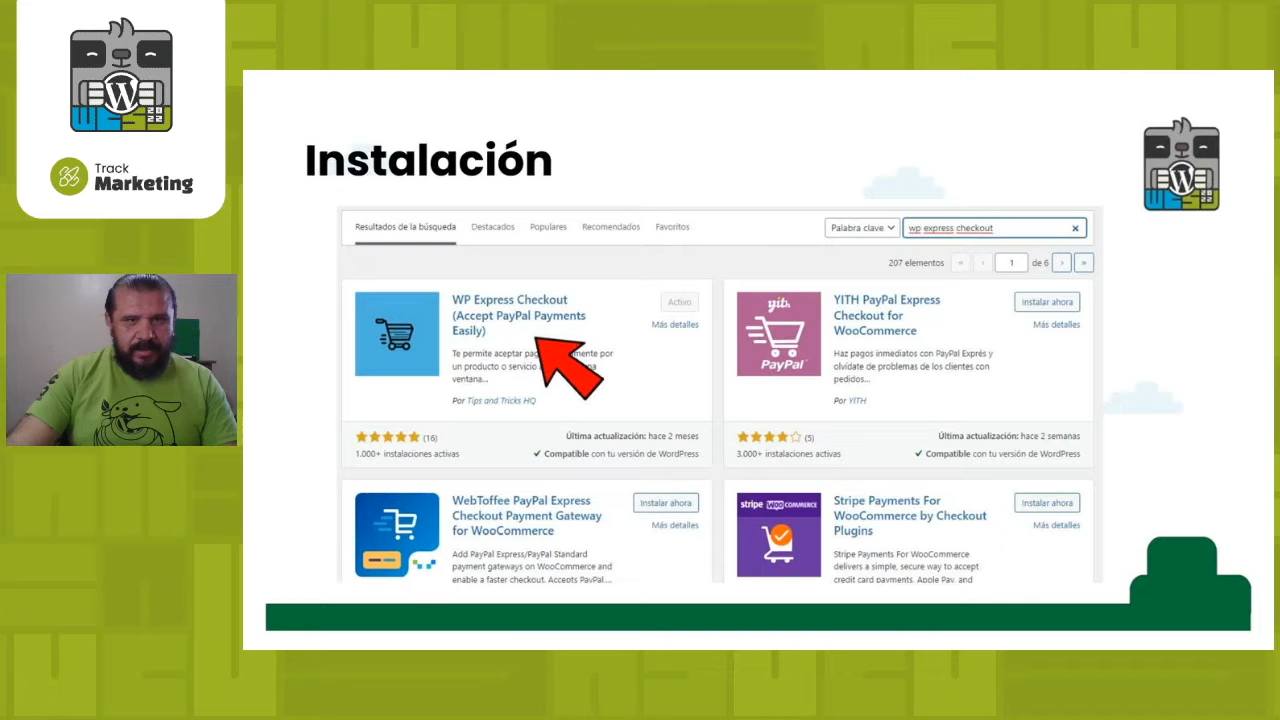 WESP
2022
Track
Marketing
Instalación
Resultados de la búsqueda Destacados Populares Recomendados Favoritos
Palabra clave
wp express checkout
207 elementos « ‹ 1 de 6 › »
WP Express Checkout
(Accept PayPal Payments
Easily)
Activo
Más detalles
por
un producto o servicio
ventana...
Por Tips and Tricks HQ
(16)
1.000+ instalaciones activas
Última actualización: hace 2 meses
Compatible con tu versión de WordPress
yith
PayPal
YITH PayPal Express
Checkout for
WooCommerce
Instalar ahora
Más detalles
Haz pagos inmediatos con PayPal Exprés y
olvídate de problemas de los clientes con
pedidos...
Por YITH
(5)
3.000+ instalaciones activas
Última actualización: hace 2 semanas
Compatible con tu versión de WordPress
WebToffee PayPal Express
Checkout Payment Gateway
for WooCommerce
Instalar ahora
Más detalles
Add PayPal Express/PayPal Standard
payment gateways on WooCommerce and
enable a faster checkout. Accepts PayPal,...
stripe WOO COMMERCE
Stripe Payments For
WooCommerce by Checkout
Plugins
Instalar ahora
Más detalles
Stripe Payments For WooCommerce
delivers a simple, secure way to accept
credit card payments, Apple Pay, and